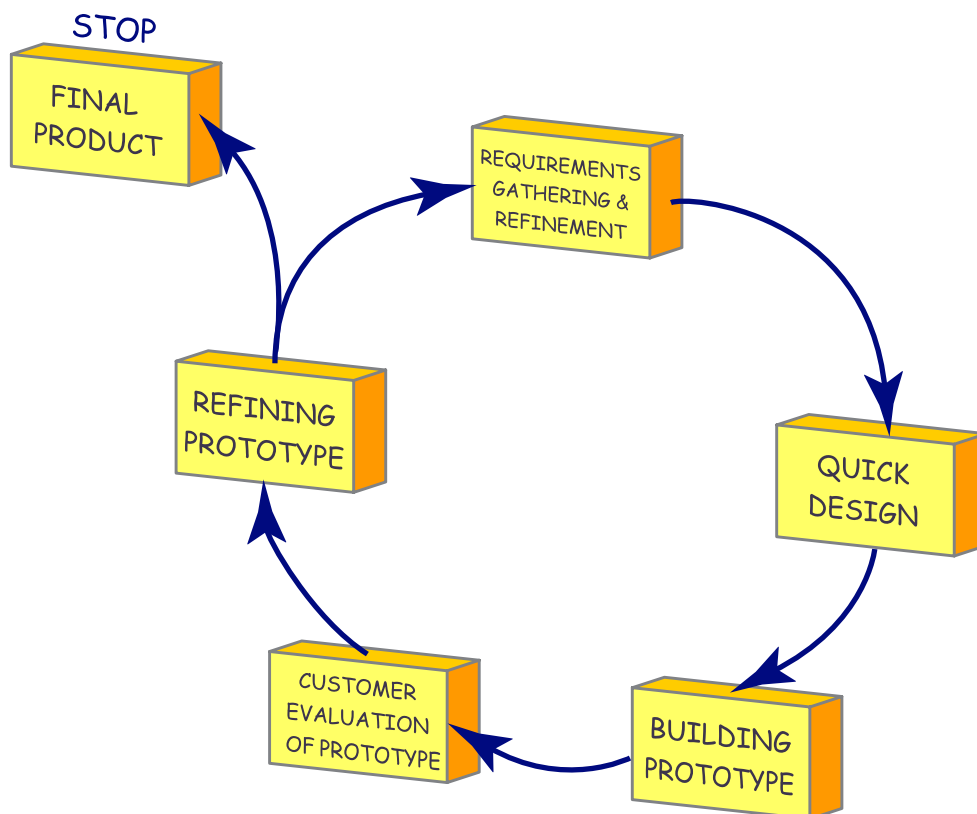 STOP
FINAL
PRODUCT
REQUIREMENTS
GATHERING &
REFINEMENT
QUICK
DESIGN
BUILDING
PROTOTYPE
CUSTOMER
EVALUATION
OF PROTOTYPE
REFINING
PROTOTYPE